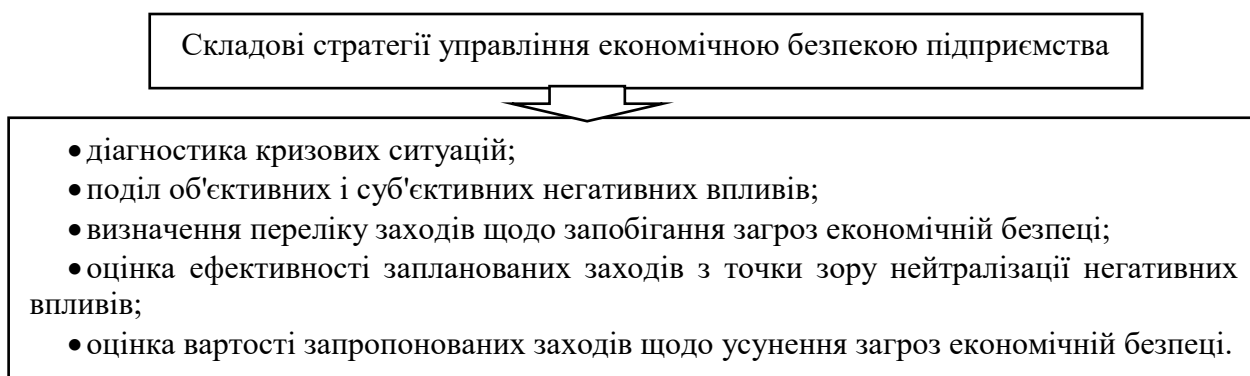 Складові стратегії управління економічною безпекою підприємства
•діагностика кризових ситуацій;
•поділ об'єктивних і суб'єктивних негативних впливів;
•визначення переліку заходів щодо запобігання загроз економічній безпеці;
•оцінка ефективності запланованих заходів з точки зору нейтралізації негативних
впливів;
•оцінка вартості запропонованих заходів щодо усунення загроз економічній безпеці.